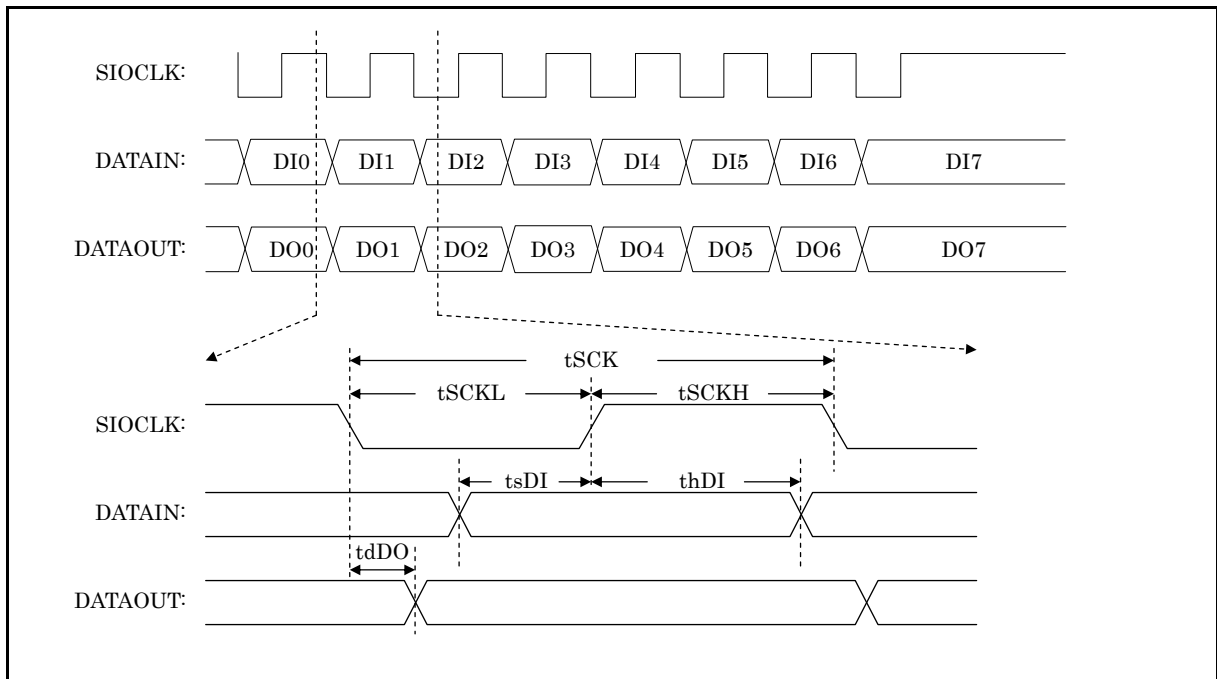 SIOCLK:
DATAIN: DI0 DI1 DI2 DI3 DI4 DI5 DI6 DI7
DATAOUT: DO0 DO1 DO2 DO3 DO4 DO5 DO6 DO7
tSCK
tSCKL tSCKH
SIOCLK:
tsDI thDI
DATAIN:
tdDO
DATAOUT: